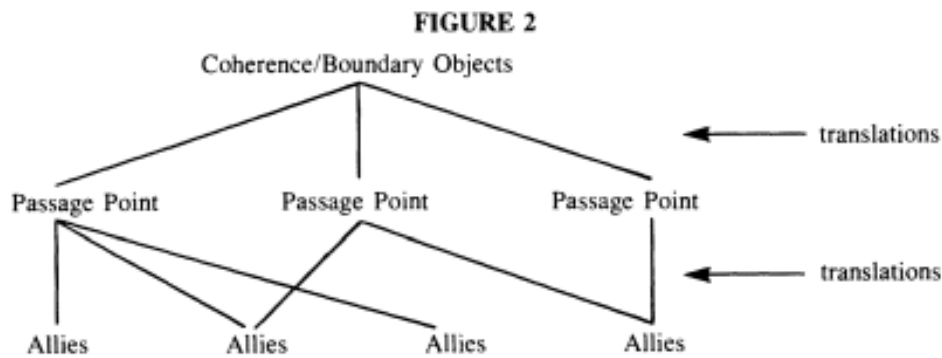 FIGURE 2
Coherence/Boundary Objects
translations
Passage Point Passage Point Passage Point
translations
Allies Allies Allies Allies